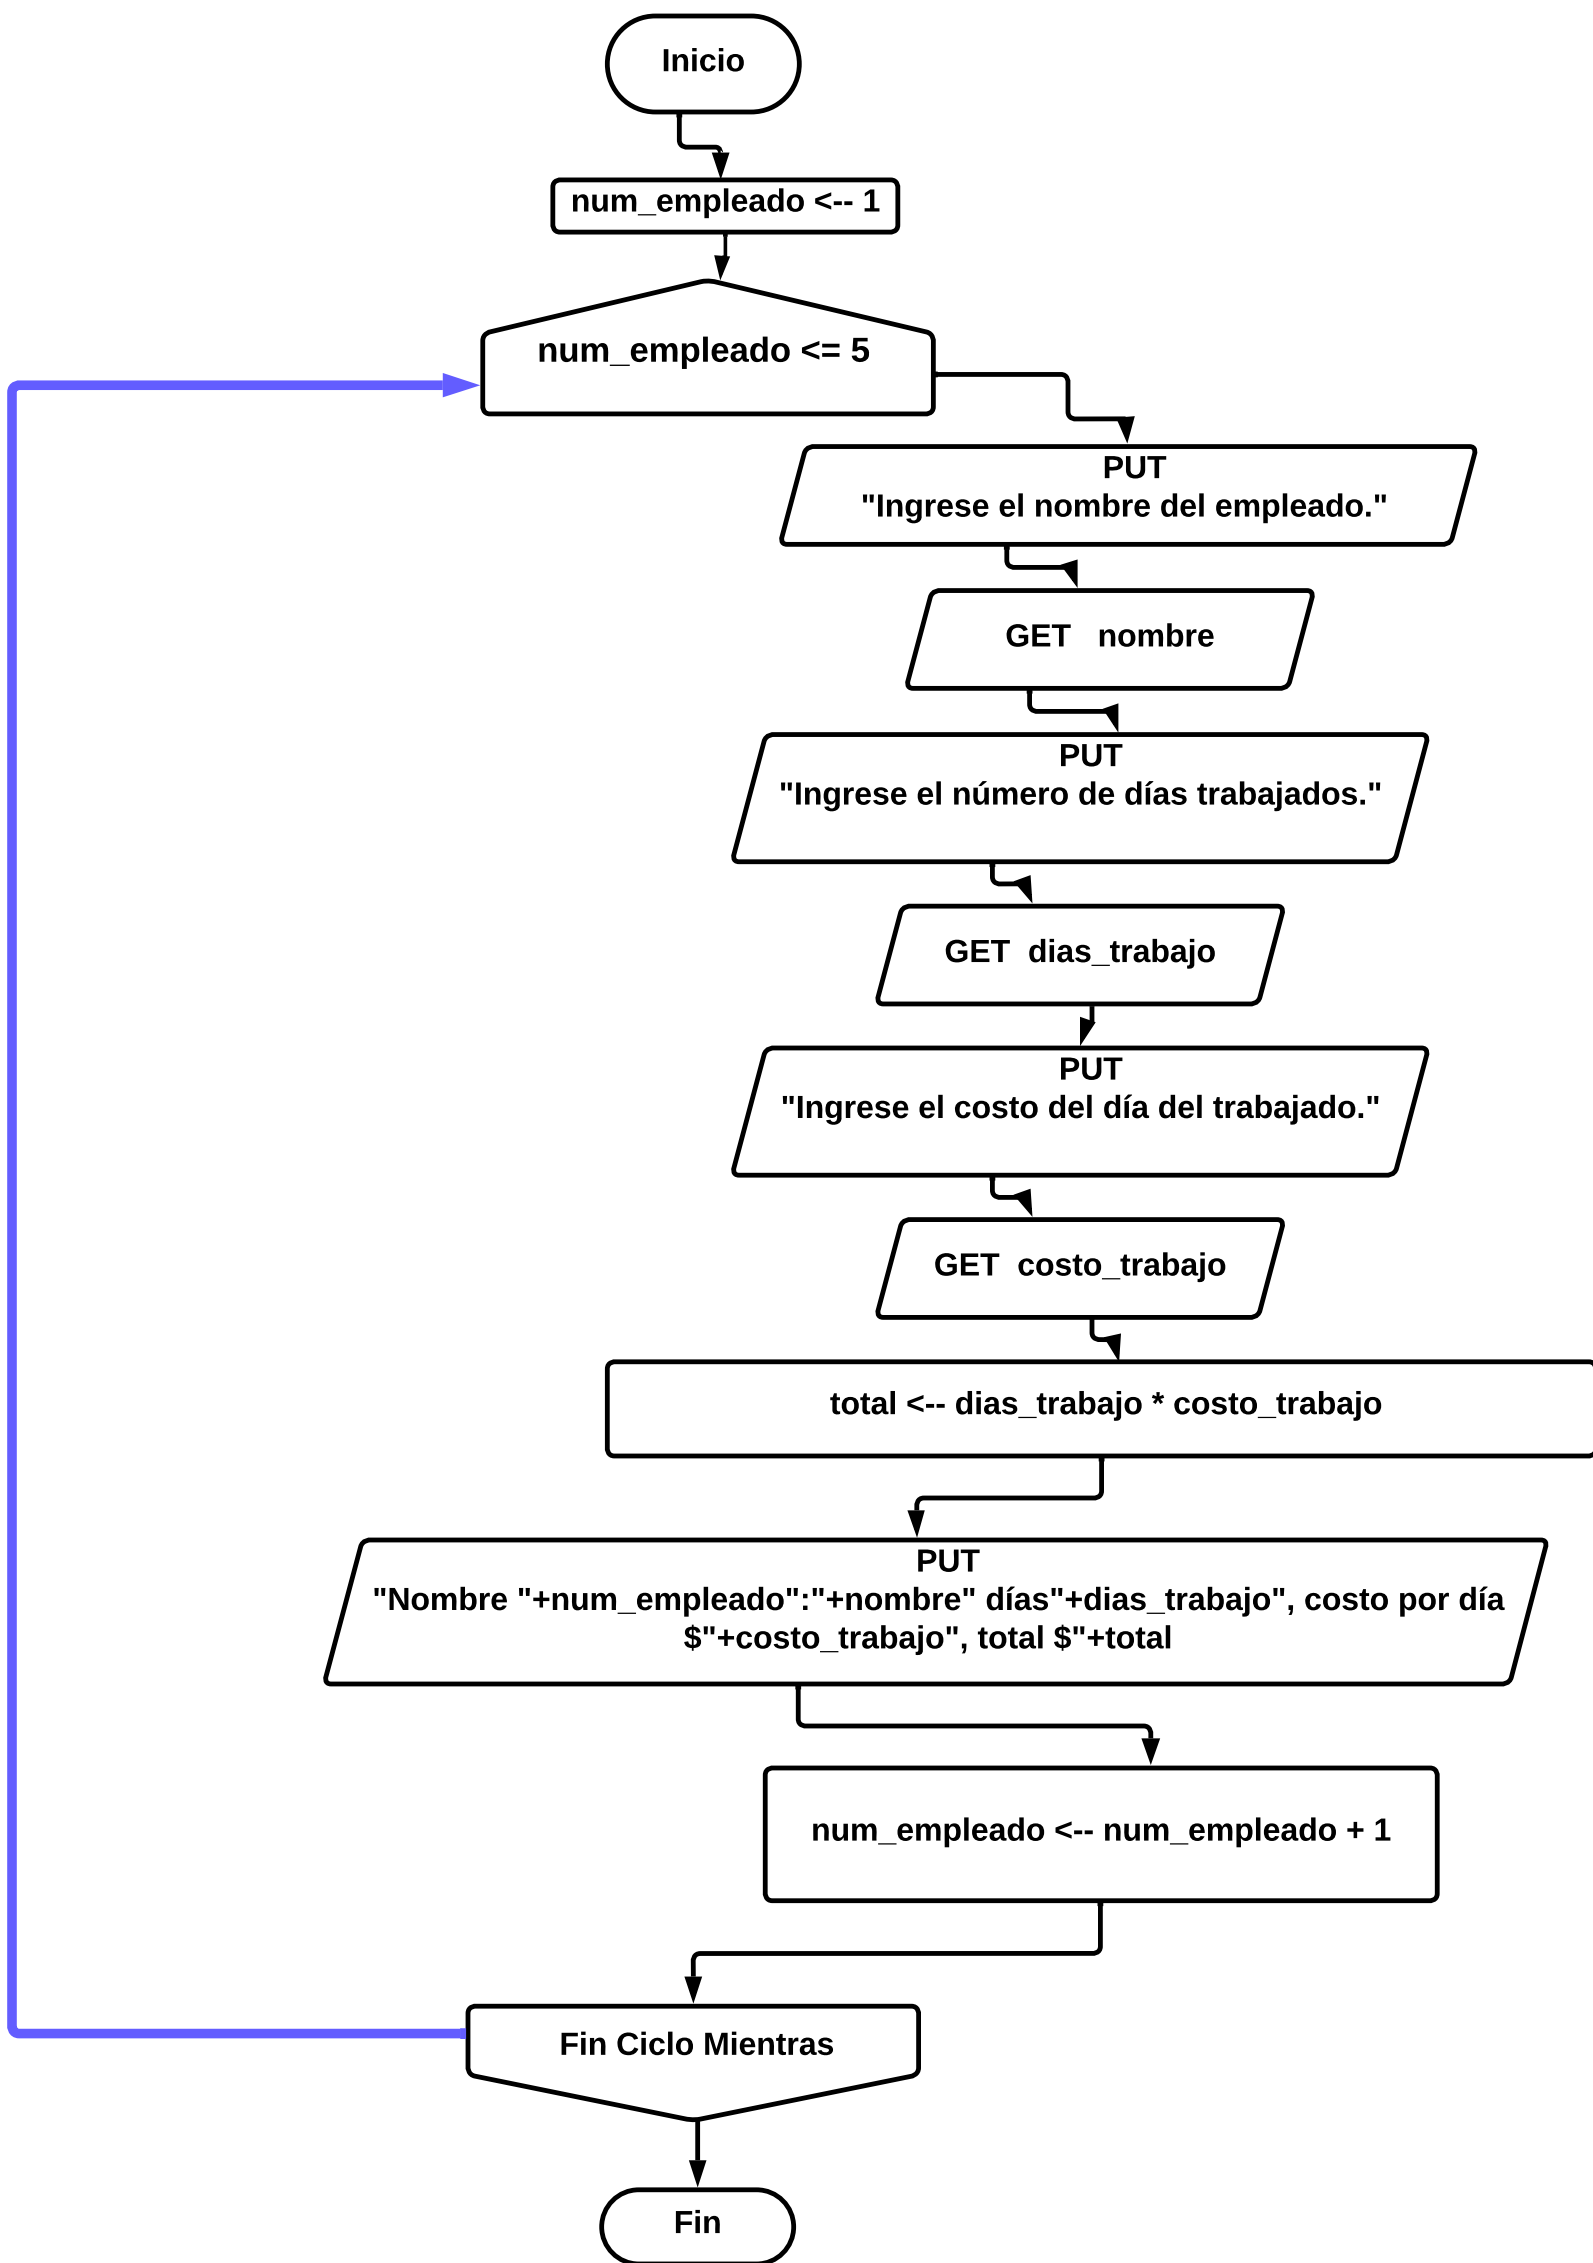 Inicio
num_empleado <-- 1
num_empleado <= 5
PUT
"Ingrese el nombre del empleado."
GET   nombre
PUT
"Ingrese el número de días trabajados."
GET  dias_trabajo
PUT
"Ingrese el costo del día del trabajado."
GET  costo_trabajo
total <-- dias_trabajo * costo_trabajo
PUT
"Nombre "+num_empleado":"+nombre" días"+dias_trabajo", costo por día
$"+costo_trabajo", total $"+total
num_empleado <-- num_empleado + 1
Fin Ciclo Mientras
Fin